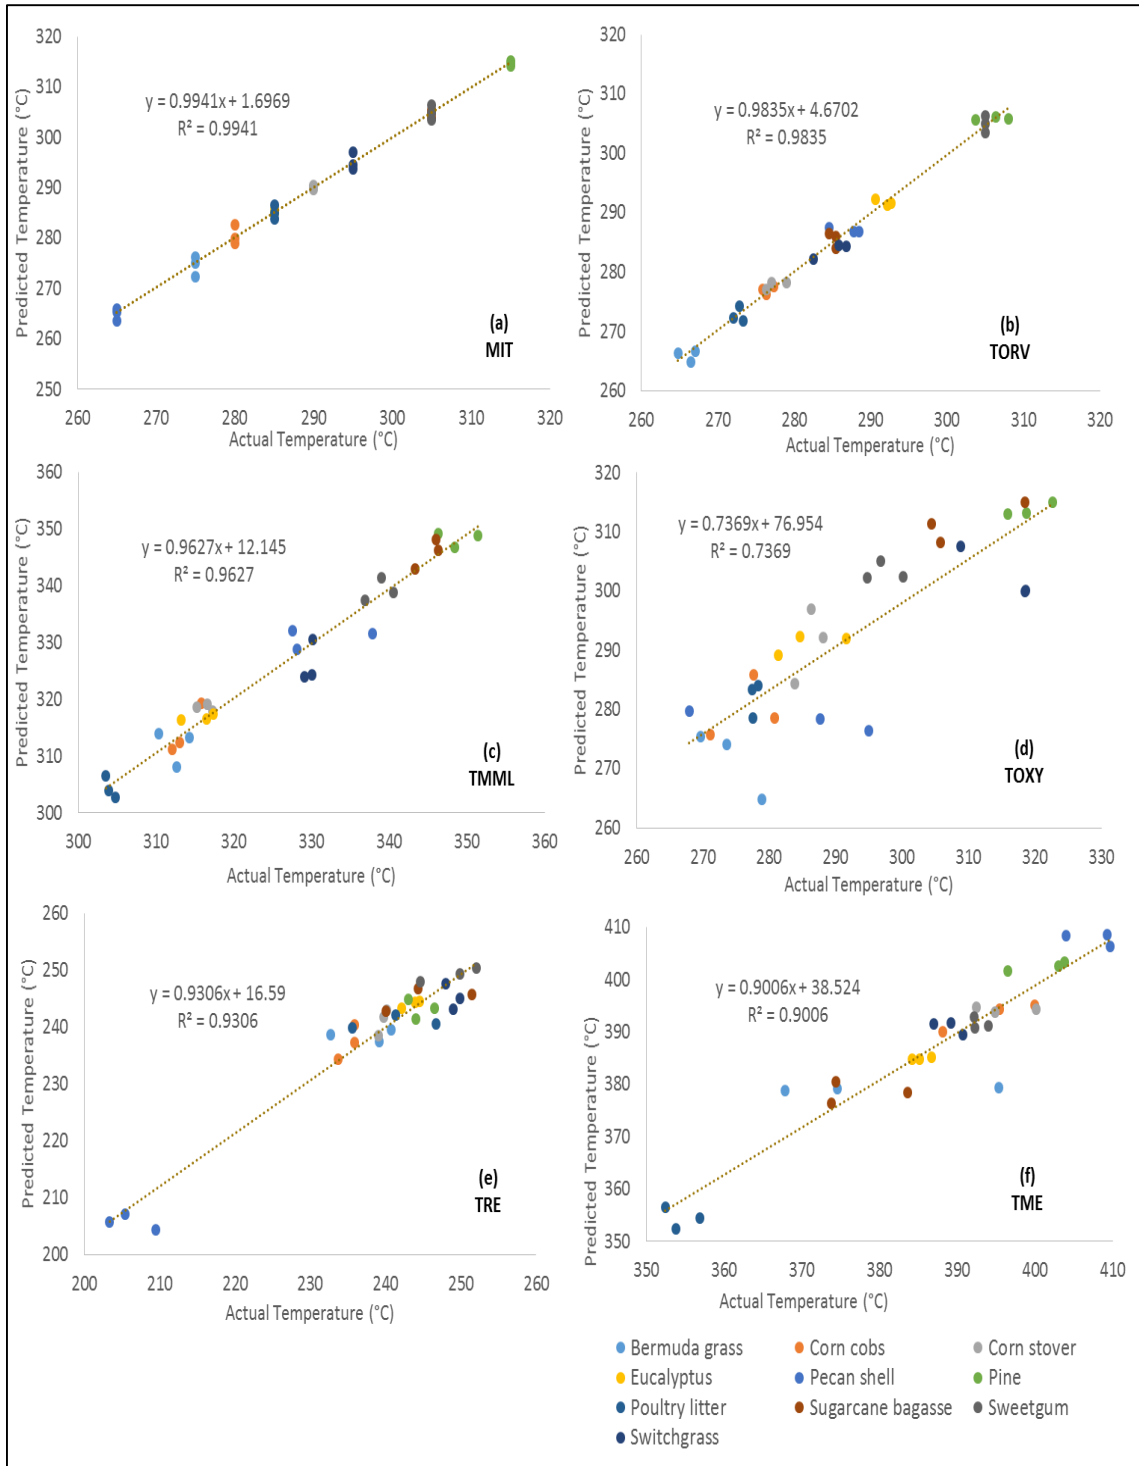 320
310
300
290
280
270
260
250
Predicted Temperature (°C)
y = 0.9941x + 1.6969
R² = 0.9941
(a)
MIT
260 270 280 290 300 310 320
Actual Temperature (°C)
320
310
300
290
280
270
260
Predicted Temperature (°C)
y = 0.9835x + 4.6702
R² = 0.9835
(b)
TORV
260 270 280 290 300 310 320
Actual Temperature (°C)
360
350
340
330
320
310
300
Predicted Temperature (°C)
y = 0.9627x + 12.145
R² = 0.9627
(c)
TMML
300 310 320 330 340 350 360
Actual Temperature (°C)
320
310
300
290
280
270
260
Predicted Temperature (°C)
y = 0.7369x + 76.954
R² = 0.7369
(d)
TOXY
260 270 280 290 300 310 320 330
Actual Temperature (°C)
260
250
240
230
220
210
200
Predicted Temperature (°C)
y = 0.9306x + 16.59
R² = 0.9306
(e)
TRE
200 210 220 230 240 250 260
Actual Temperature (°C)
410
400
390
380
370
360
350
Predicted Temperature (°C)
y = 0.9006x + 38.524
R² = 0.9006
(f)
TME
350 360 370 380 390 400 410
Actual Temperature (°C)
Bermuda grass Corn cobs Corn stover
Eucalyptus Pecan shell Pine
Poultry litter Sugarcane bagasse Sweetgum
Switchgrass